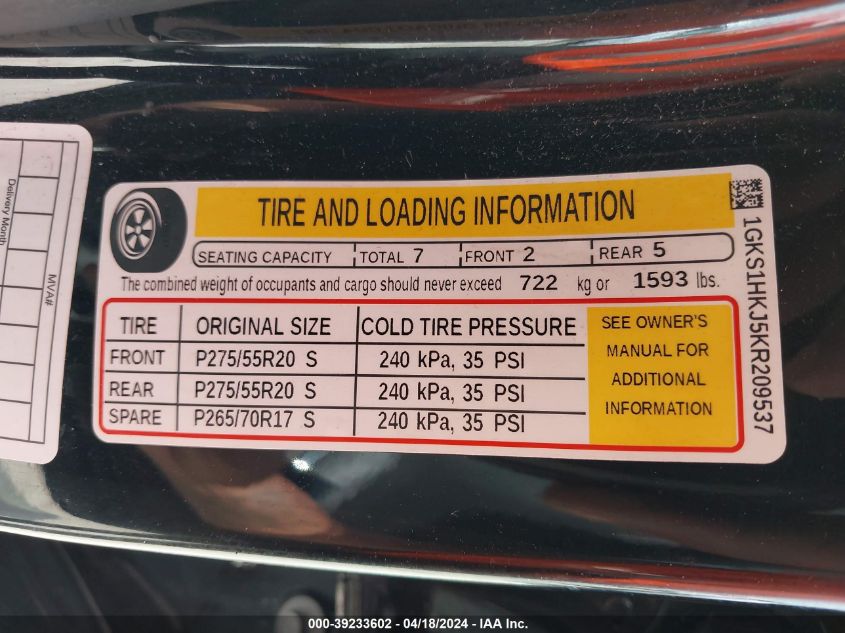 TIRE AND LOADING INFORMATION
SEATING CAPACITY TOTAL 7 FRONT 2 REAR 5
The combined weight of occupants and cargo should never exceed 722 kg or 1593 lbs.
TIRE ORIGINAL SIZE COLD TIRE PRESSURE
FRONT P275/55R20 S 240 kPa, 35 PSI
REAR P275/55R20 S 240 kPa, 35 PSI
SPARE P265/70R17 S 240 kPa, 35 PSI
SEE OWNER'S
MANUAL FOR
ADDITIONAL
INFORMATION
1GKS1HKJ5KR209537
Delivery Month
MVA#
000-39233602 - 04/18/2024 - IAA Inc.